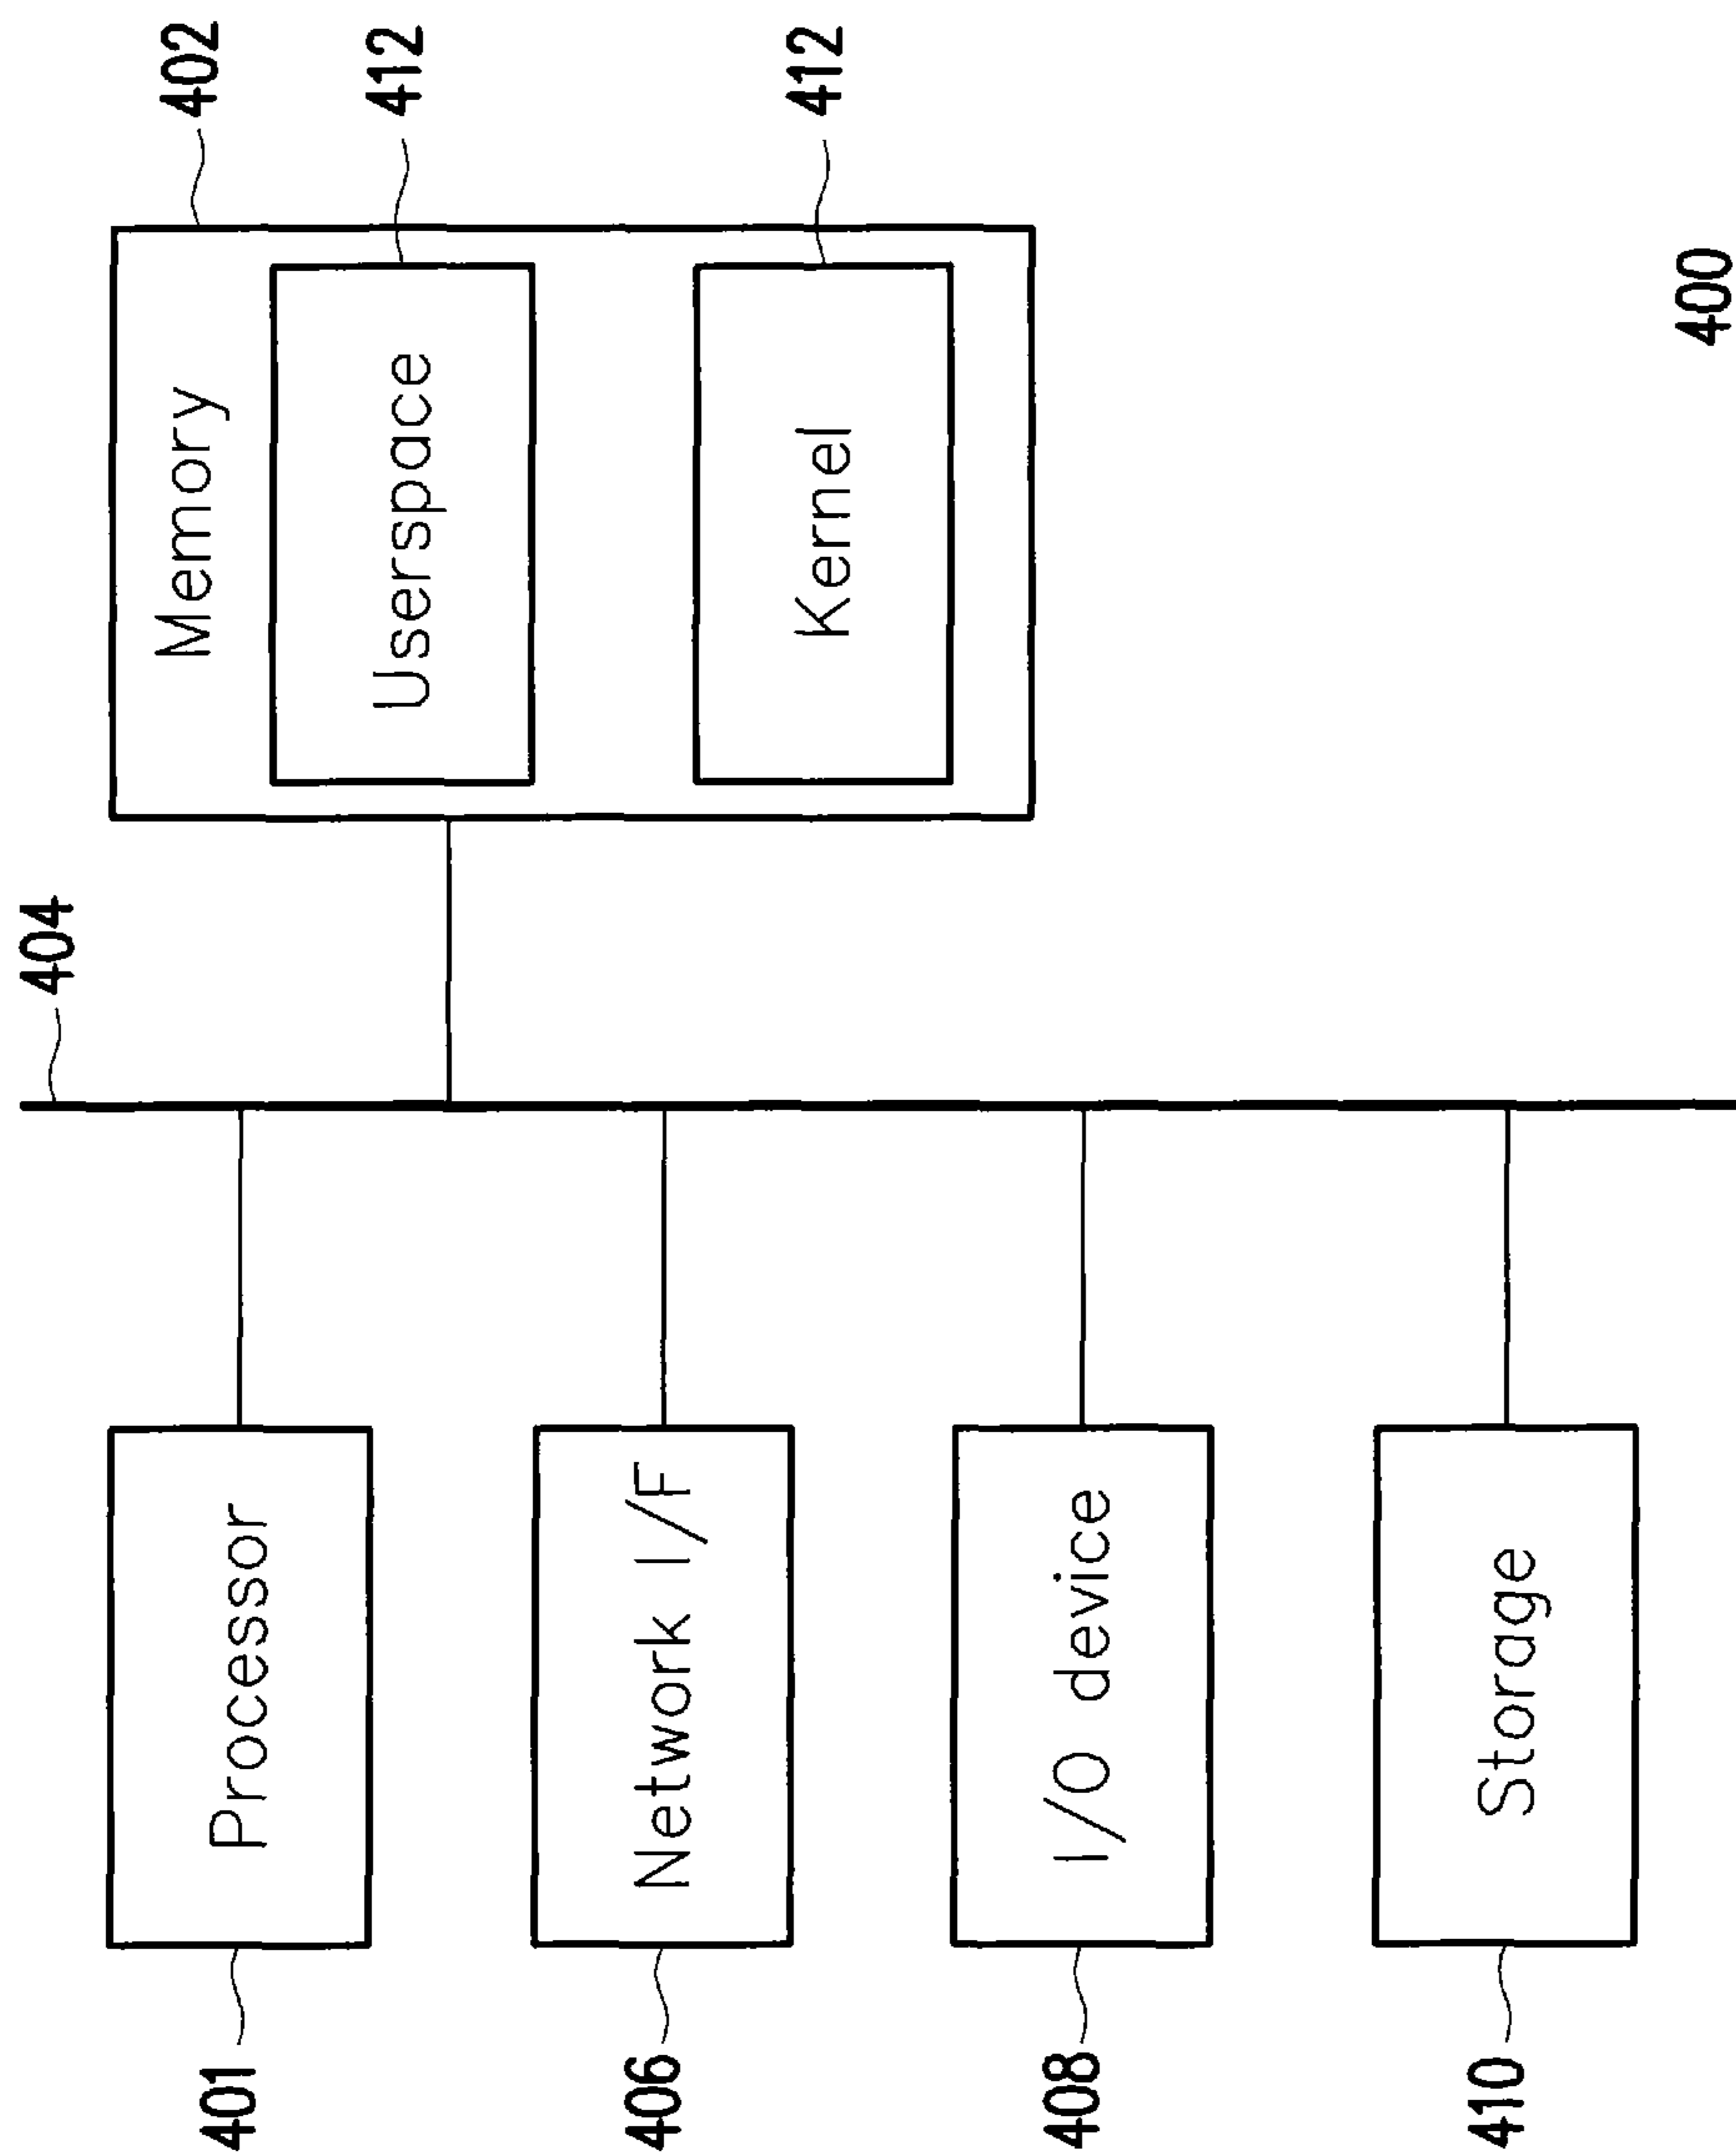 404
402
Memory
401
Processor
Userspace
412
406
Network I/F
Kernel
412
408
I/O device
410
Storage
400